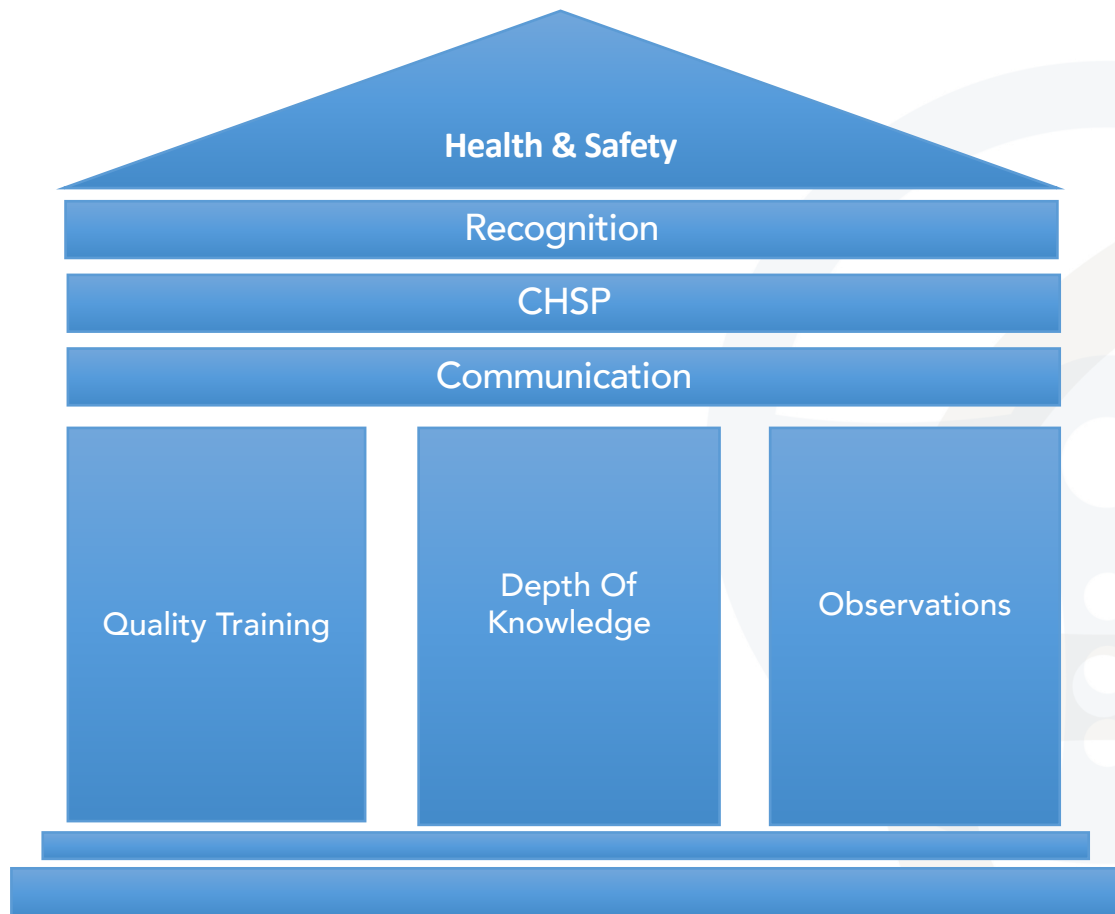 Health & Safety
Recognition
CHSP
Communication
Quality Training
Depth Of
Knowledge
Observations